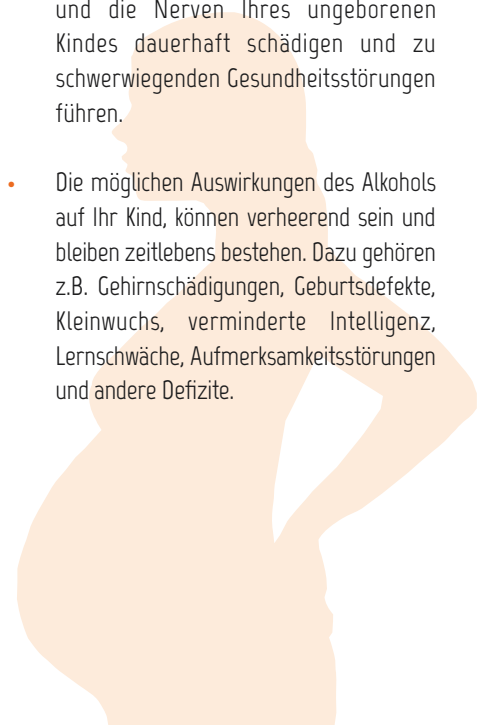 und die Nerven Ihres ungeborenen
Kindes dauerhaft schädigen und zu
schwerwiegenden Gesundheitsstörungen
führen.
• Die möglichen Auswirkungen des Alkohols
auf Ihr Kind, können verheerend sein und
bleiben zeitlebens bestehen. Dazu gehören
z.B. Gehirnschädigungen, Geburtsdefekte,
Kleinwuchs, verminderte Intelligenz,
Lernschwäche, Aufmerksamkeitsstörungen
und andere Defizite.